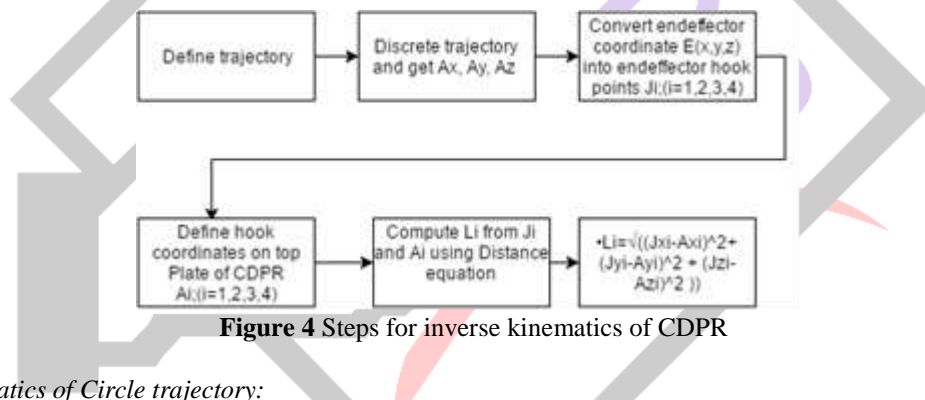 Define trajectory
Discrete trajectory
and get Ax, Ay, Az
Convert endeffector
coordinate E(x,y,z)
into endeffector hook
points Ji;(i=1,2,3,4)
Define hook
coordinates on top
Plate of CDPR
Ai;(i=1,2,3,4)
Compute Li from Ji
and Ai using Distance
equation
•Li=√((Jxi-Axi)^2+
(Jyi-Ayi)^2 + (Jzi-
Azi)^2 ))
Figure 4 Steps for inverse kinematics of CDPR
atics of Circle trajectory: